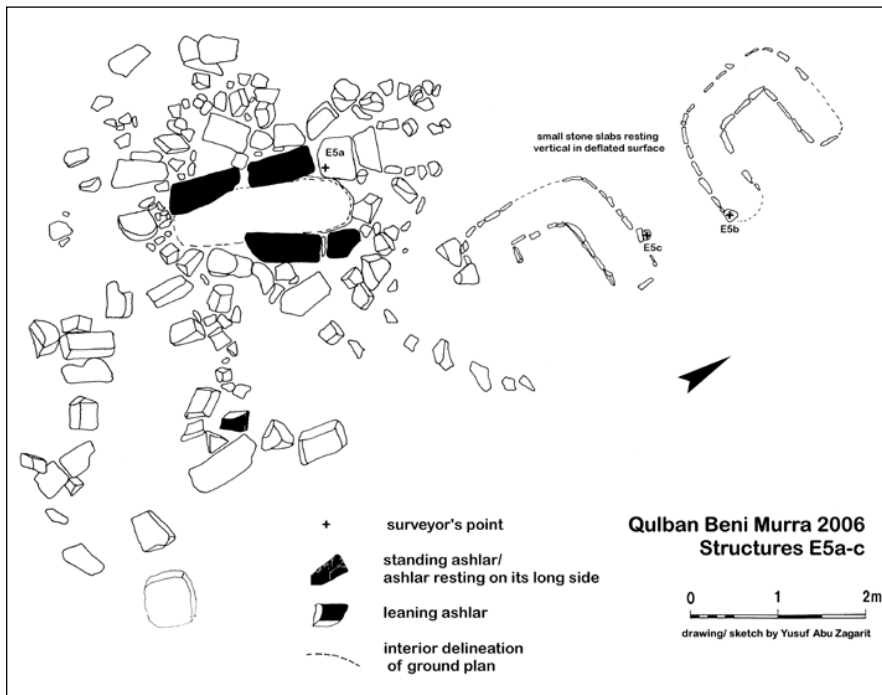 E5a
small stone slabs resting
vertical in deflated surface
E5b
E5c
+ surveyor's point
standing ashlar/
ashlar resting on its long side
leaning ashlar
interior delineation
of ground plan
Qulban Beni Murra 2006
Structures E5a-c
0 1 2m
drawing/ sketch by Yusuf Abu Zagarit